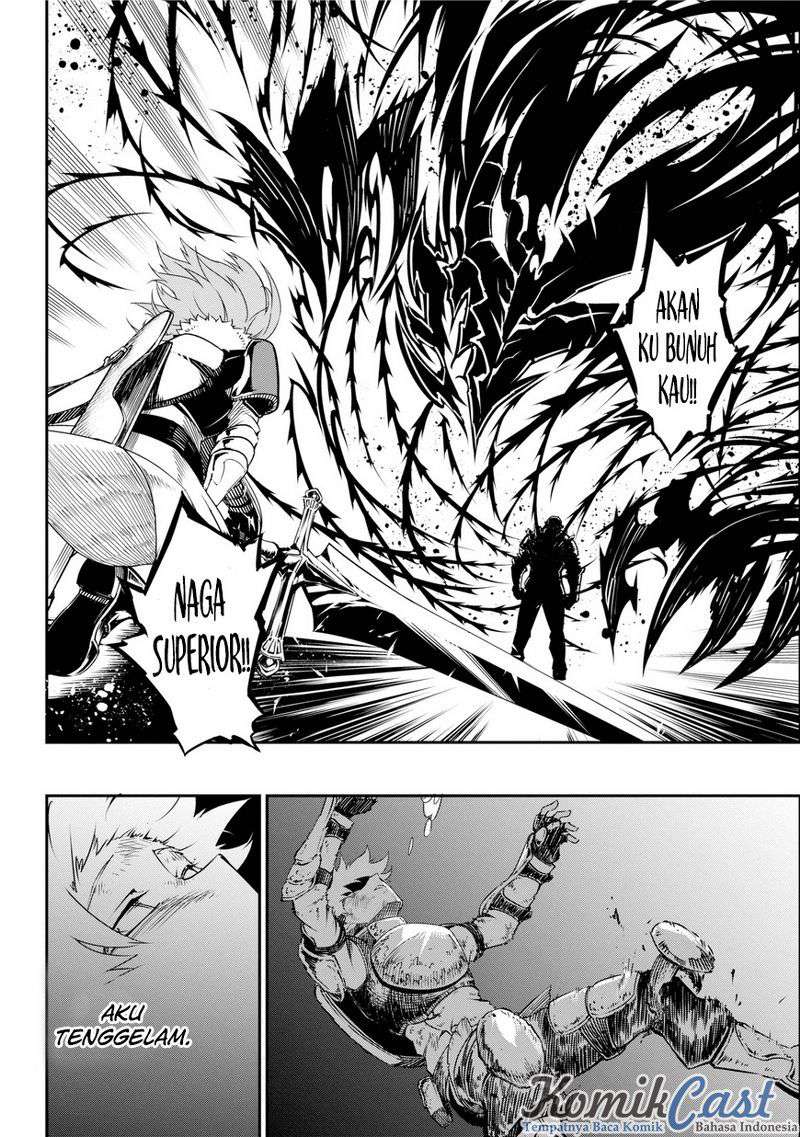 AKAN
KU BUNUH
KAU!!
NAGA
SUPERIOR!!
AKU
TENGGELAM.
KomikCast
Tempatnya Baca Komik Bahasa Indonesia